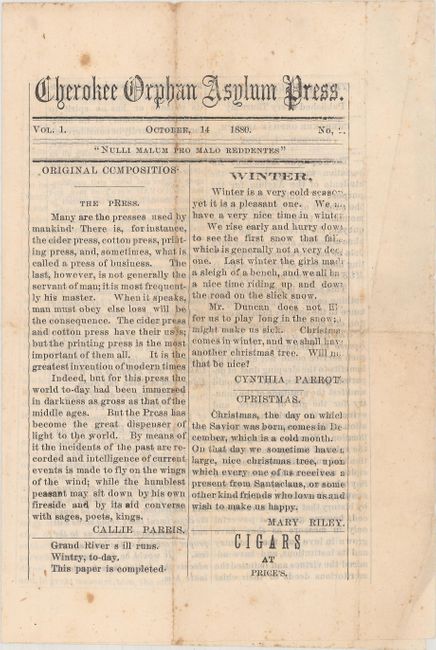 Cherokee Orphan Asylum Press.
Vol. 1. October, 14 1880. No,
"Nulli malum pro malo reddentes"
ORIGINAL COMPOSITIOS
THE PRESS.
Many are the presses used by
mankind. There is, for instance,
the cider press, cotton press, print-
ing press, and, sometimes, what is
called a press of business. The
last, however, is not generally the
servant of man; it is most frequent-
ly his master. When it speaks,
man must obey else loss will be
the consequence. The cider press
and cotton press have their uses;
but the printing press is the most
important of them all. It is the
greatest invention of modern times
Indeed, but for this press the
world to-day had been immersed
in darkness as gross as that of the
middle ages. But the Press has
become the great dispenser of
light to the world. By means of
it the incidents of the past are re-
corded and intelligence of current
events is made to fly on the wings
of the wind; while the humblest
peasant may sit down by his own
fireside and by its aid converse
with sages, poets, kings.
CALLIE PARRIS.
Grand River s ill runs.
Wintry, to-day.
This paper is completed.
WINTER,
Winter is a very cold season
yet it is a pleasant one. We
have a very nice time in winter
We rise early and hurry down
to see the first snow that
which is generally not a very
one. Last winter the girls made
a sleigh of a bench, and we all
a nice time riding up and down
the road on the slick snow.
Mr. Duncan does not
for us to play long in the snow;
might make us sick. Christmas
comes in winter, and we shall have
another christmas tree. Will
that be nice?
CYNTHIA PARROT
CPRISTMAS.
Christmas, the day on which
the Savior was born, comes in De
cember, which is a cold month.
On that day we sometime have a
large, nice christmas tree, upon
which every one of us receives a
present from Santaclaus, or some
other kind friends who love us and
wish to make us happy.
MARY RILEY.
CIGARS
AT
PRICE'S.